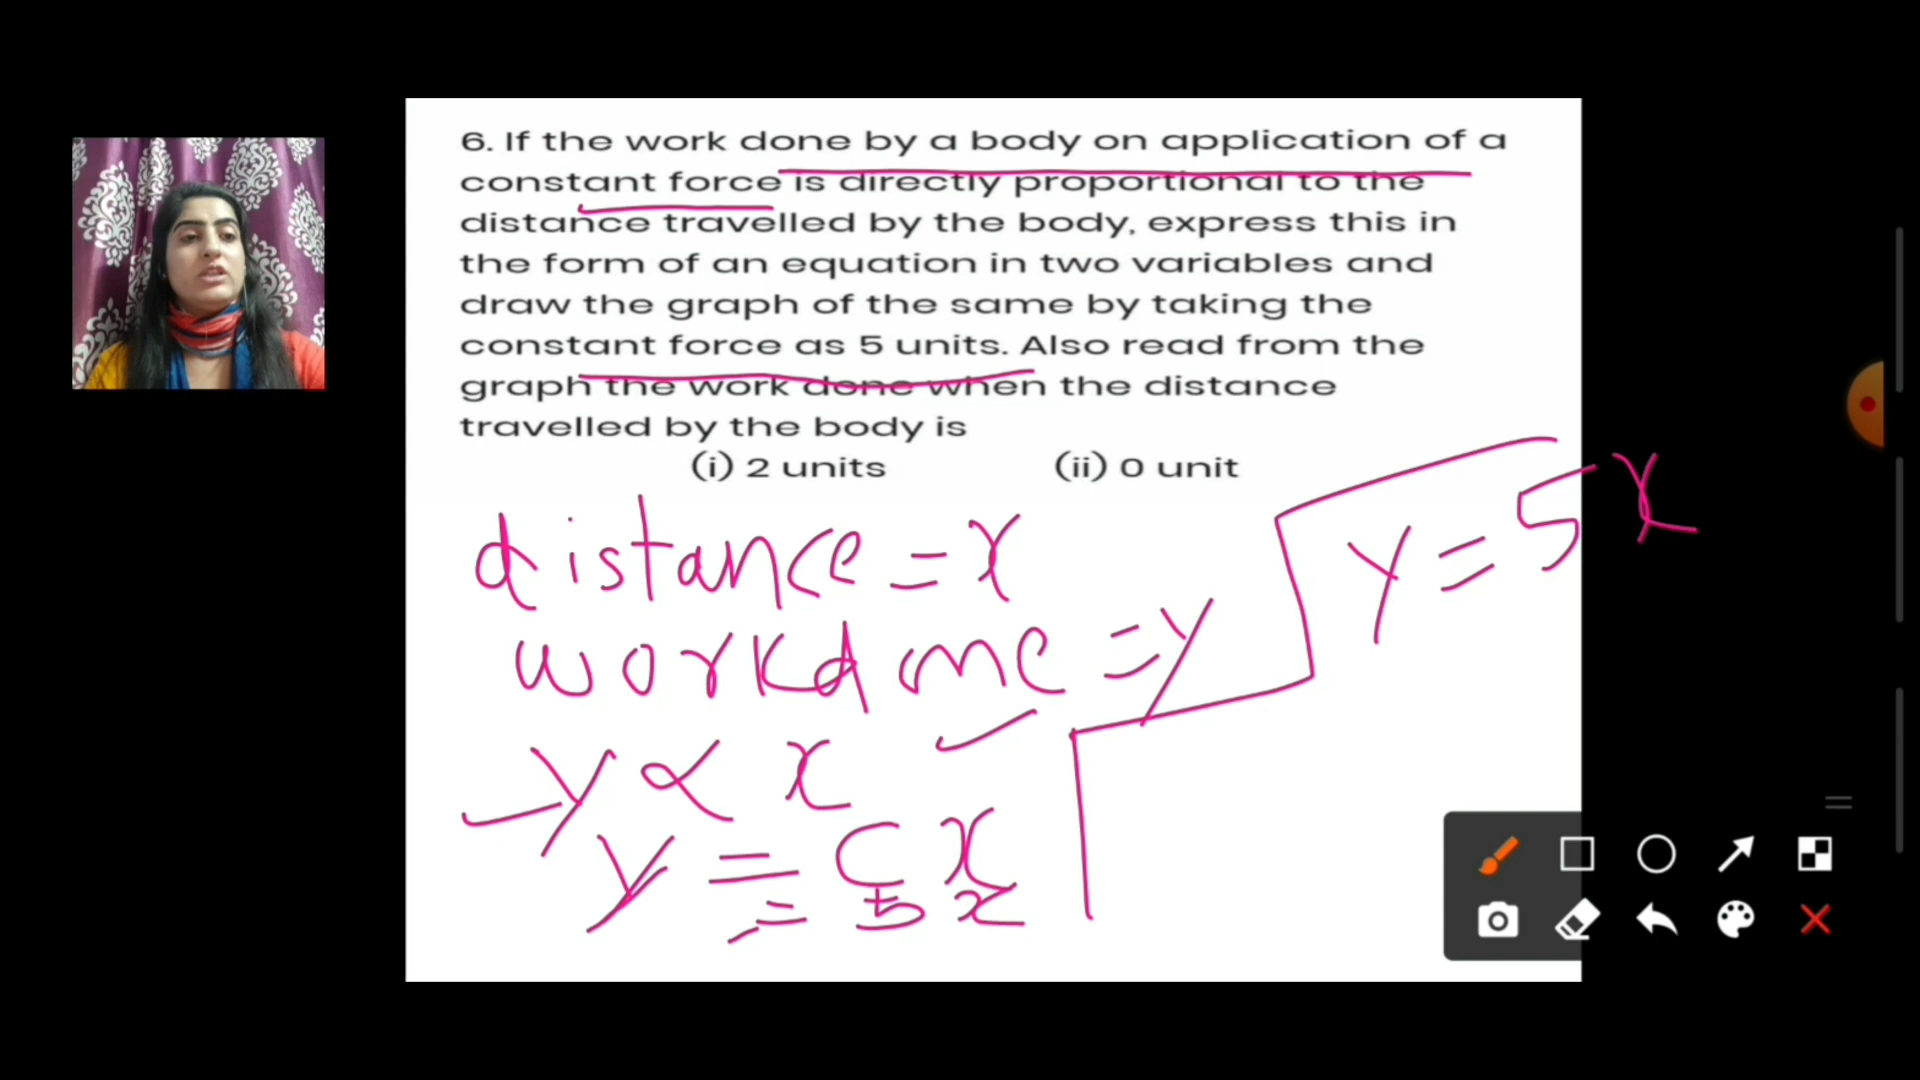 6. If the work done by a body on application of a
constant force is directly proportional to the
distance travelled by the body, express this in
the form of an equation in two variables and
draw the graph of the same by taking the
constant force as 5 units. Also read from the
graph the work done when the distance
travelled by the body is
(i) 2 units (ii) 0 unit
distance = x
y = 5x
workdone = y
y ∝ x
y = Cx
= 5x